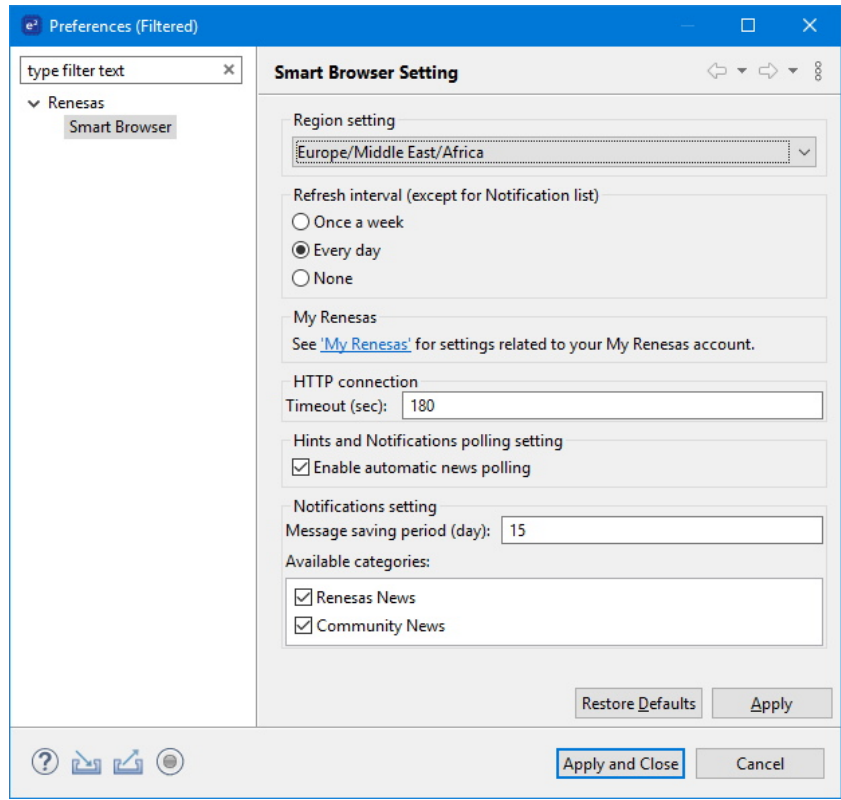 e² Preferences (Filtered)
type filter text
Renesas
Smart Browser
Smart Browser Setting
Region setting
Europe/Middle East/Africa
Refresh interval (except for Notification list)
Once a week
Every day
None
My Renesas
See 'My Renesas' for settings related to your My Renesas account.
HTTP connection
Timeout (sec): 180
Hints and Notifications polling setting
Enable automatic news polling
Notifications setting
Message saving period (day): 15
Available categories:
Renesas News
Community News
Restore Defaults Apply
? Apply and Close Cancel